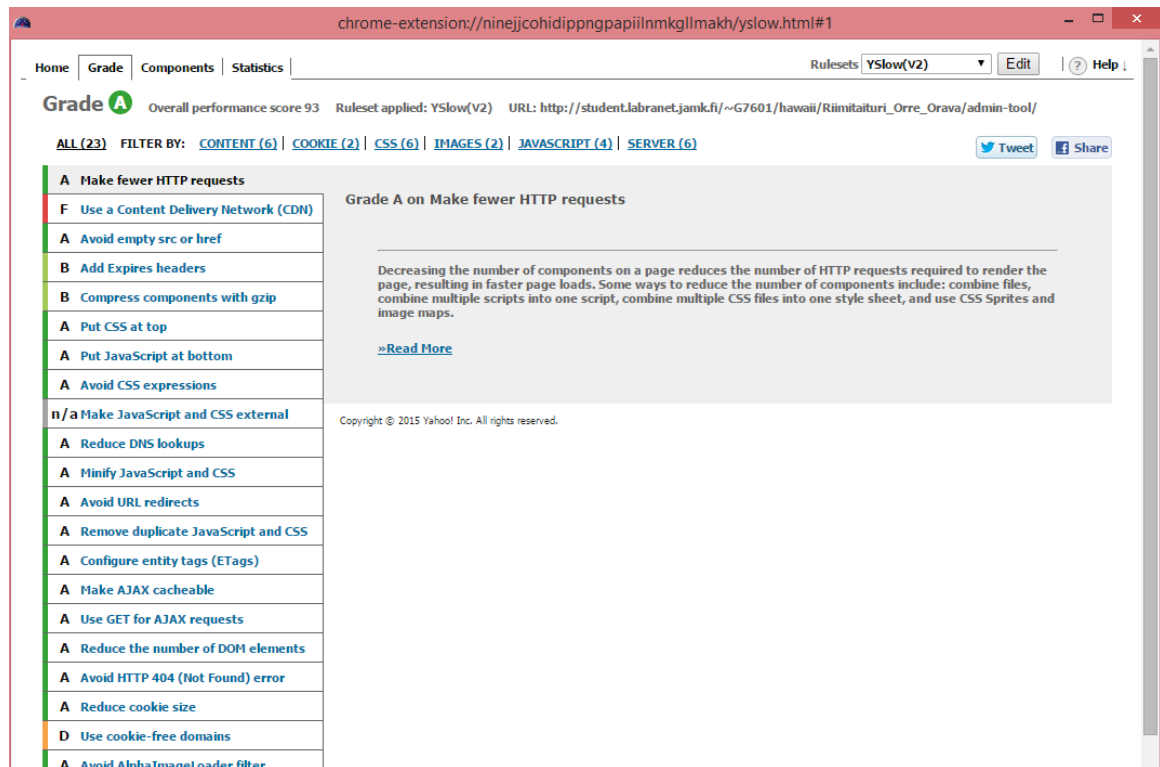 chrome-extension://ninejjcohidippngpapiilnmkgllmakh/yslow.html#1
Home Grade Components Statistics Rulesets YSlow(V2) Edit ? Help ↓
Grade A Overall performance score 93 Ruleset applied: YSlow(V2) URL: http://student.labranet.jamk.fi/~G7601/hawaii/Riimitaituri_Orre_Orava/admin-tool/
ALL (23) FILTER BY: CONTENT (6) COOKIE (2) CSS (6) IMAGES (2) JAVASCRIPT (4) SERVER (6) Tweet Share
A Make fewer HTTP requests
F Use a Content Delivery Network (CDN)
A Avoid empty src or href
B Add Expires headers
B Compress components with gzip
A Put CSS at top
A Put JavaScript at bottom
A Avoid CSS expressions
n/a Make JavaScript and CSS external
A Reduce DNS lookups
A Minify JavaScript and CSS
A Avoid URL redirects
A Remove duplicate JavaScript and CSS
A Configure entity tags (ETags)
A Make AJAX cacheable
A Use GET for AJAX requests
A Reduce the number of DOM elements
A Avoid HTTP 404 (Not Found) error
A Reduce cookie size
D Use cookie-free domains
A Avoid AlphaImageLoader filter
Grade A on Make fewer HTTP requests
Decreasing the number of components on a page reduces the number of HTTP requests required to render the
page, resulting in faster page loads. Some ways to reduce the number of components include: combine files,
combine multiple scripts into one script, combine multiple CSS files into one style sheet, and use CSS Sprites and
image maps.
»Read More
Copyright © 2015 Yahoo! Inc. All rights reserved.